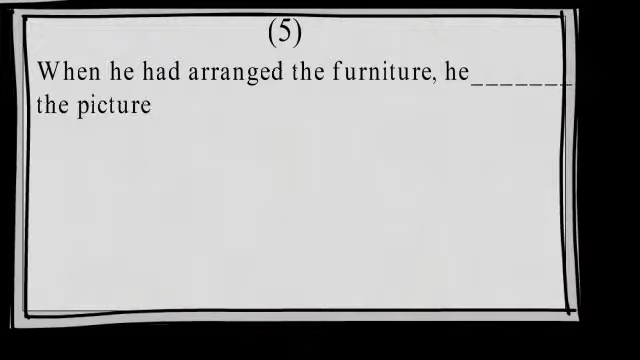 (5)
When he had arranged the furniture, he________
the picture